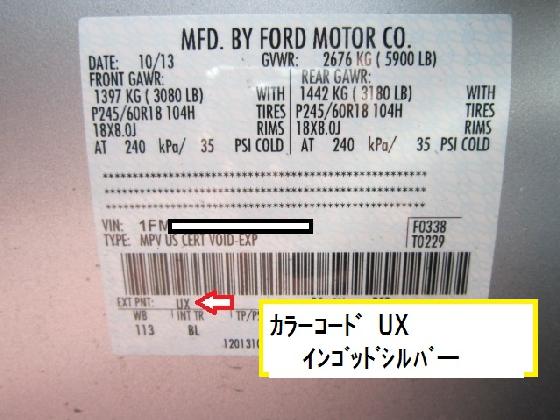 MFD. BY FORD MOTOR CO.
DATE: 10/13 GVWR: 2676 KG ( 5900 LB)
FRONT GAWR: REAR GAWR:
1397 KG ( 3080 LB) WITH 1442 KG ( 3180 LB) WITH
P245/60R18 104H TIRES P245/60R18 104H TIRES
18X8.0J RIMS 18X8.0J RIMS
AT 240 kPa/ 35 PSI COLD AT 240 kPa/ 35 PSI COLD
************************************************
************************************************
************************************************
VIN: 1FM F0338
TYPE: MPV US CERT VOID-EXP T0229
EXT PNT: UX
WB INT TR TP/PS
113 BL
ｶﾗｰｺｰﾄﾞ UX
ｲﾝｺﾞｯﾄﾞｼﾙﾊﾞｰ